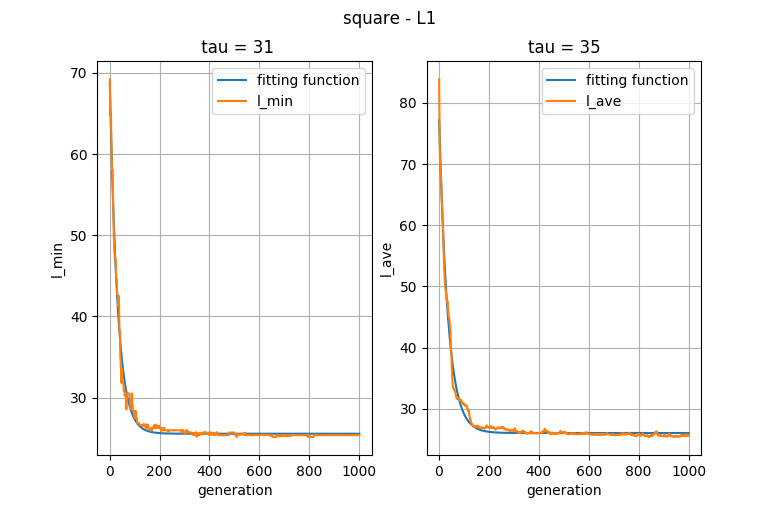 square - L1
tau = 31
l_min
70
60
50
40
30
0
200
400
600
800
1000
generation
fitting function
l_min
tau = 35
l_ave
80
70
60
50
40
30
0
200
400
600
800
1000
generation
fitting function
l_ave